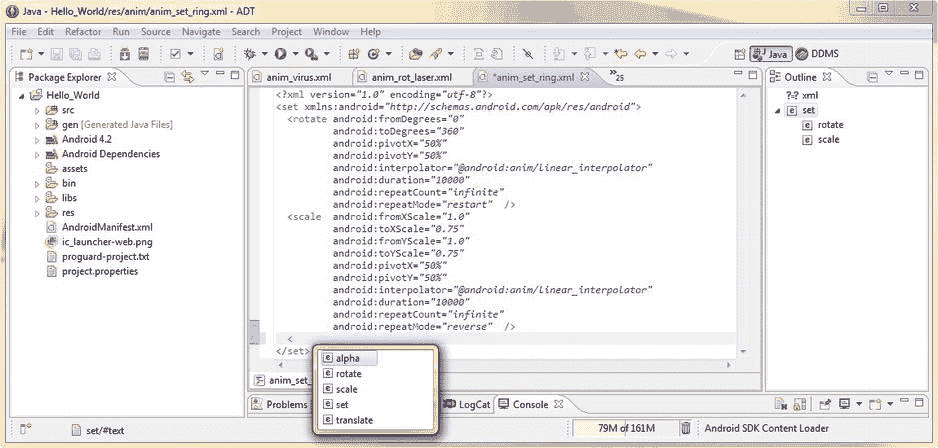 Java - Hello_World/res/anim/anim_set_ring.xml - ADT
File Edit Refactor Run Source Navigate Search Project Window Help
Java DDMS
Package Explorer
Hello_World
src
gen [Generated Java Files]
Android 4.2
Android Dependencies
assets
bin
libs
res
AndroidManifest.xml
ic_launcher-web.png
proguard-project.txt
project.properties
anim_virus.xml anim_rot_laser.xml *anim_set_ring.xml »25
<?xml version="1.0" encoding="utf-8"?>
<set xmlns:android="http://schemas.android.com/apk/res/android">
<rotate android:fromDegrees="0"
android:toDegrees="360"
android:pivotX="50%"
android:pivotY="50%"
android:interpolator="@android:anim/linear_interpolator"
android:duration="10000"
android:repeatCount="infinite"
android:repeatMode="restart" />
<scale android:fromXScale="1.0"
android:toXScale="0.75"
android:fromYScale="1.0"
android:toYScale="0.75"
android:pivotX="50%"
android:pivotY="50%"
android:interpolator="@android:anim/linear_interpolator"
android:duration="10000"
android:repeatCount="infinite"
android:repeatMode="reverse" />
<
</set>
alpha
rotate
scale
set
translate
anim_set_
Problems LogCat Console
Outline
?-? xml
set
rotate
scale
set/#text
79M of 161M
Android SDK Content Loader